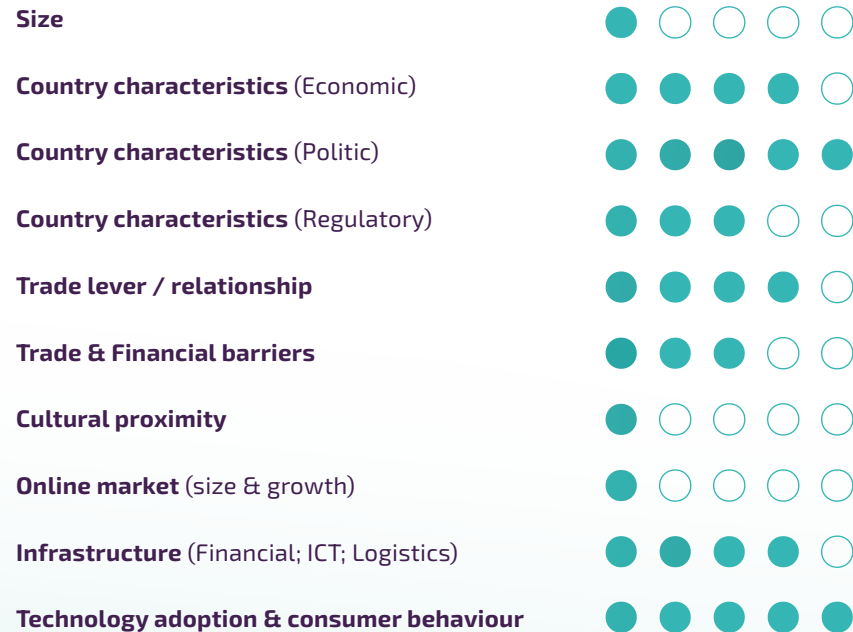 Size
Country characteristics (Economic)
Country characteristics (Politic)
Country characteristics (Regulatory)
Trade lever / relationship
Trade & Financial barriers
Cultural proximity
Online market (size & growth)
Infrastructure (Financial; ICT; Logistics)
Technology adoption & consumer behaviour